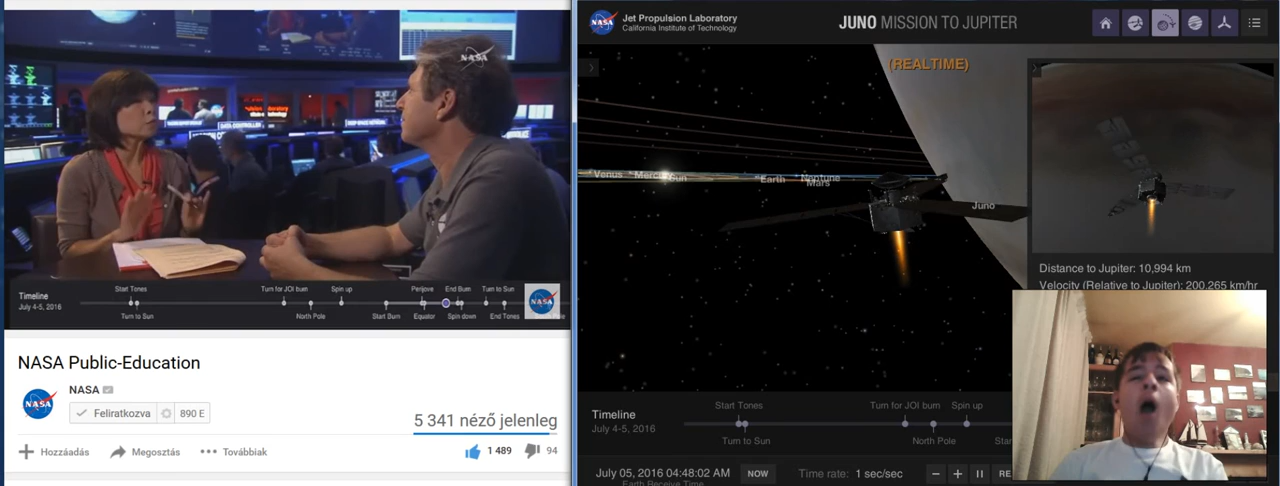 NASA
Timeline
July 4-5, 2016
Start Tones
Turn to Sun
Turn for JOI burn
North Pole
Spin up
Start Burn
Perijove
Equator
End Burn
Spin down
Turn to Sun
End Tones
NASA
NASA Public-Education
NASA
NASA
Feliratkozva
890 E
5 341 néző jelenleg
Hozzáadás
Megosztás
Továbbiak
1 489
94
NASA
Jet Propulsion Laboratory
California Institute of Technology
JUNO MISSION TO JUPITER
(REALTIME)
Venus
Sun
Earth
Neptune
Mars
Juno
Distance to Jupiter: 10,994 km
Velocity (Relative to Jupiter): 200,265 km/hr
Timeline
July 4-5, 2016
Start Tones
Turn to Sun
Turn for JOI burn
North Pole
Spin up
July 05, 2016 04:48:02 AM
NOW
Time rate: 1 sec/sec
Earth Receive Time